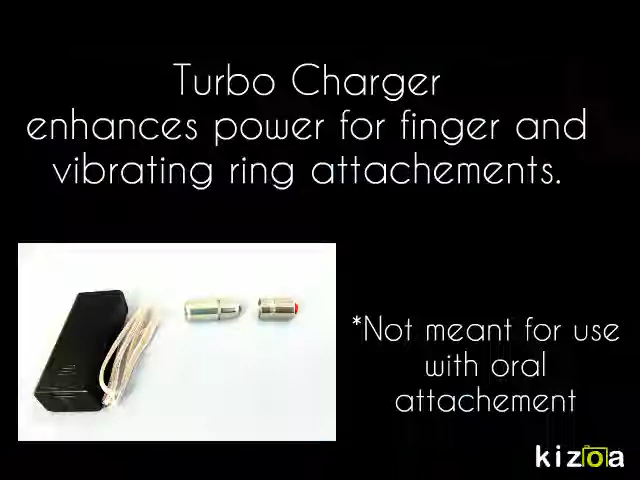 Turbo Charger
enhances power for finger and
vibrating ring attachements.
*Not meant for use
with oral
attachement
kizoa